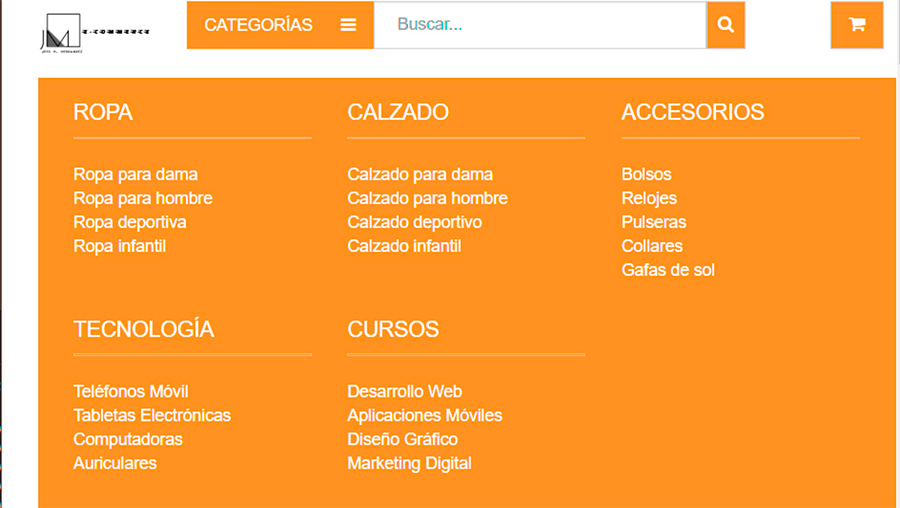 E-COMMERCE
CATEGORÍAS
Buscar...
ROPA
Ropa para dama
Ropa para hombre
Ropa deportiva
Ropa infantil
CALZADO
Calzado para dama
Calzado para hombre
Calzado deportivo
Calzado infantil
ACCESORIOS
Bolsos
Relojes
Pulseras
Collares
Gafas de sol
TECNOLOGÍA
Teléfonos Móvil
Tabletas Electrónicas
Computadoras
Auriculares
CURSOS
Desarrollo Web
Aplicaciones Móviles
Diseño Gráfico
Marketing Digital